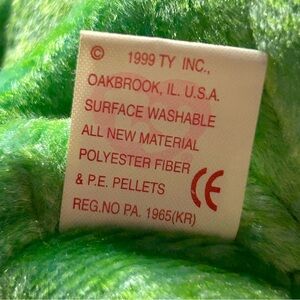 © 1999 TY INC.,
OAKBROOK, IL. U.S.A.
SURFACE WASHABLE
ALL NEW MATERIAL
POLYESTER FIBER
& P.E. PELLETS CE
REG.NO PA. 1965(KR)